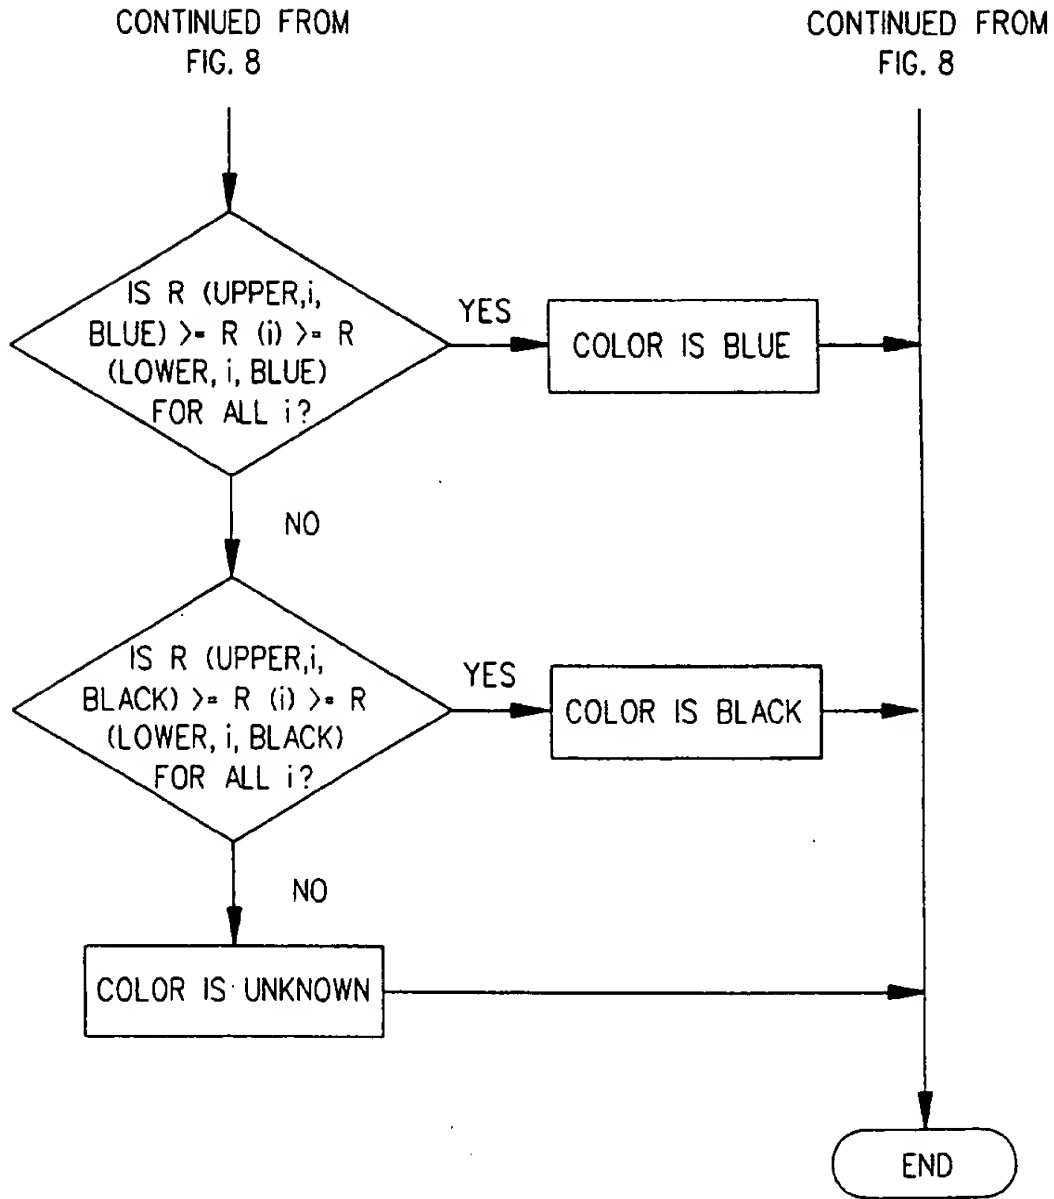 CONTINUED FROM
FIG. 8
CONTINUED FROM
FIG. 8
IS R (UPPER,i,
BLUE) >= R (i) >= R
(LOWER, i, BLUE)
FOR ALL i?
YES
COLOR IS BLUE
NO
IS R (UPPER,i,
BLACK) >= R (i) >= R
(LOWER, i, BLACK)
FOR ALL i?
YES
COLOR IS BLACK
NO
COLOR IS UNKNOWN
END